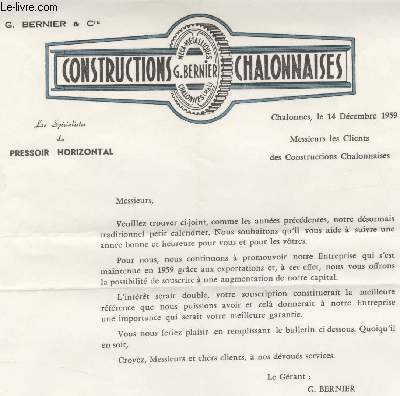 Le-livre.com
G. BERNIER & Cie
CONSTRUCTIONS G. BERNIER CHALONNAISES
Chalonnes, le 14 Décembre 1959
Les Spécialistes
du
PRESSOIR HORIZONTAL
Messieurs les Clients
des Constructions Chalonnaises
Messieurs,
Veuillez trouver ci-joint, comme les années précédentes, notre désormais
traditionnel petit calendrier. Nous souhaitons qu'il vous aide à suivre une
année bonne et heureuse pour vous et pour les vôtres.
Pour nous, nous continuons à promouvoir notre Entreprise qui s'est
maintenue en 1959 grâce aux exportations et, à cet effet, nous vous offrons
la possibilité de souscrire à une augmentation de notre capital.
L'intérêt serait double, votre souscription constituerait la meilleure
référence que nous puissions avoir et celà donnerait à notre Entreprise
une importance qui serait votre meilleure garantie.
Vous nous feriez plaisir en remplissant le bulletin ci-dessous. Quoiqu'il
en soit,
Croyez, Messieurs et chers clients, à nos dévoués services.
Le Gérant :
G. BERNIER